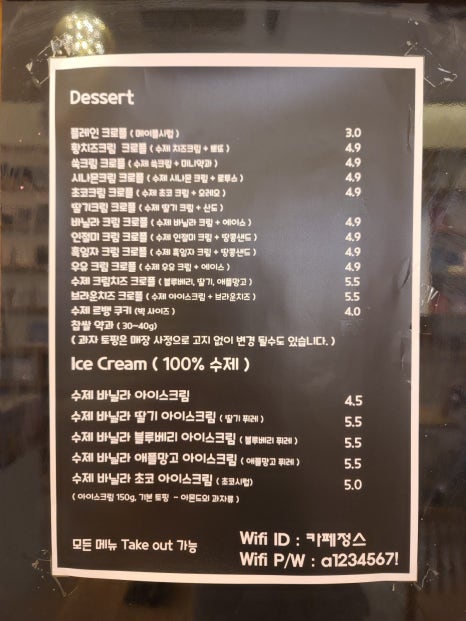 Dessert
플레인 크로플 ( 메이플시럽 ) 3.0
황치즈크림 크로플 ( 수제 치즈크림 + 뽀또 ) 4.9
쑥크림 크로플 ( 수제 쑥크림 + 미니약과 ) 4.9
시나몬크림 크로플 ( 수제 시나몬 크림 + 로투스 ) 4.9
초코크림 크로플 ( 수제 초코 크림 + 오레오 ) 4.9
딸기크림 크로플 ( 수제 딸기 크림 + 산도 )
바닐라 크림 크로플 ( 수제 바닐라 크림 + 에이스 ) 4.9
인절미 크림 크로플 ( 수제 인절미 크림 + 땅콩샌드 ) 4.9
흑임자 크림 크로플 ( 수제 흑임자 크림 + 땅콩샌드 ) 4.9
우유 크림 크로플 ( 수제 우유 크림 + 에이스 ) 4.9
수제 크림치즈 크로플 ( 블루베리, 딸기, 애플망고 ) 5.5
브라운치즈 크로플 ( 수제 아이스크림 + 브라운치즈 ) 5.5
수제 르뱅 쿠키 ( 빅 사이즈 ) 4.0
찹쌀 약과 ( 30~40g )
( 과자 토핑은 매장 사정으로 고지 없이 변경 될수도 있습니다. )
Ice Cream ( 100% 수제 )
수제 바닐라 아이스크림 4.5
수제 바닐라 딸기 아이스크림 ( 딸기 퓌레 ) 5.5
수제 바닐라 블루베리 아이스크림 ( 블루베리 퓌레 ) 5.5
수제 바닐라 애플망고 아이스크림 ( 애플망고 퓌레 ) 5.5
수제 바닐라 초코 아이스크림 ( 초코시럽 ) 5.0
( 아이스크림 150g, 기본 토핑 - 아몬드외 과자류 )
모든 메뉴 Take out 가능
Wifi ID : 카페정스
Wifi P/W : a1234567!